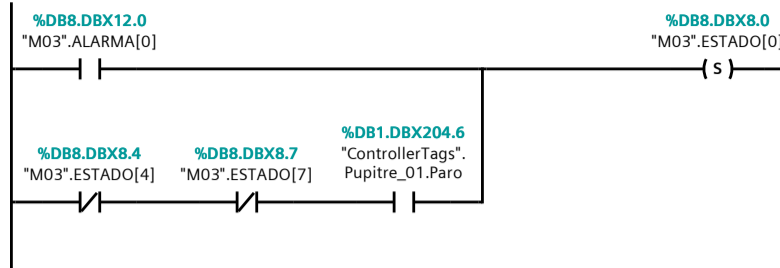 %DB8.DBX12.0
"M03".ALARMA[0]
%DB8.DBX8.0
"M03".ESTADO[0]
S
%DB8.DBX8.4
"M03".ESTADO[4]
%DB8.DBX8.7
"M03".ESTADO[7]
%DB1.DBX204.6
"ControllerTags".
Pupitre_01.Paro